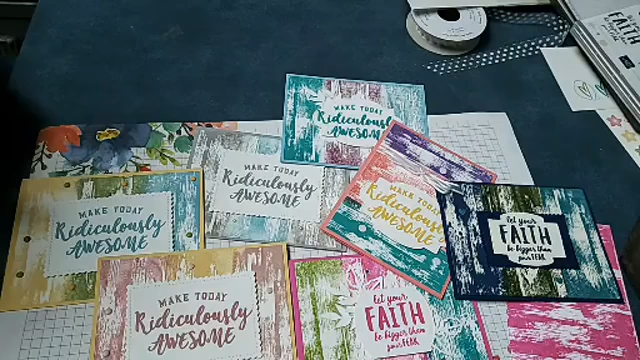 MAKE TODAY
Ridiculously
AWESOME
MAKE TODAY
Ridiculously
AWESOME
MAKE TODAY
Ridiculously
AWESOME
MAKE TODAY
Ridiculously
AWESOME
MAKE TODAY
Ridiculously
AWESOME
let your
FAITH
be bigger than
your FEAR
let your
FAITH
be bigger than
your FEAR
FAITH